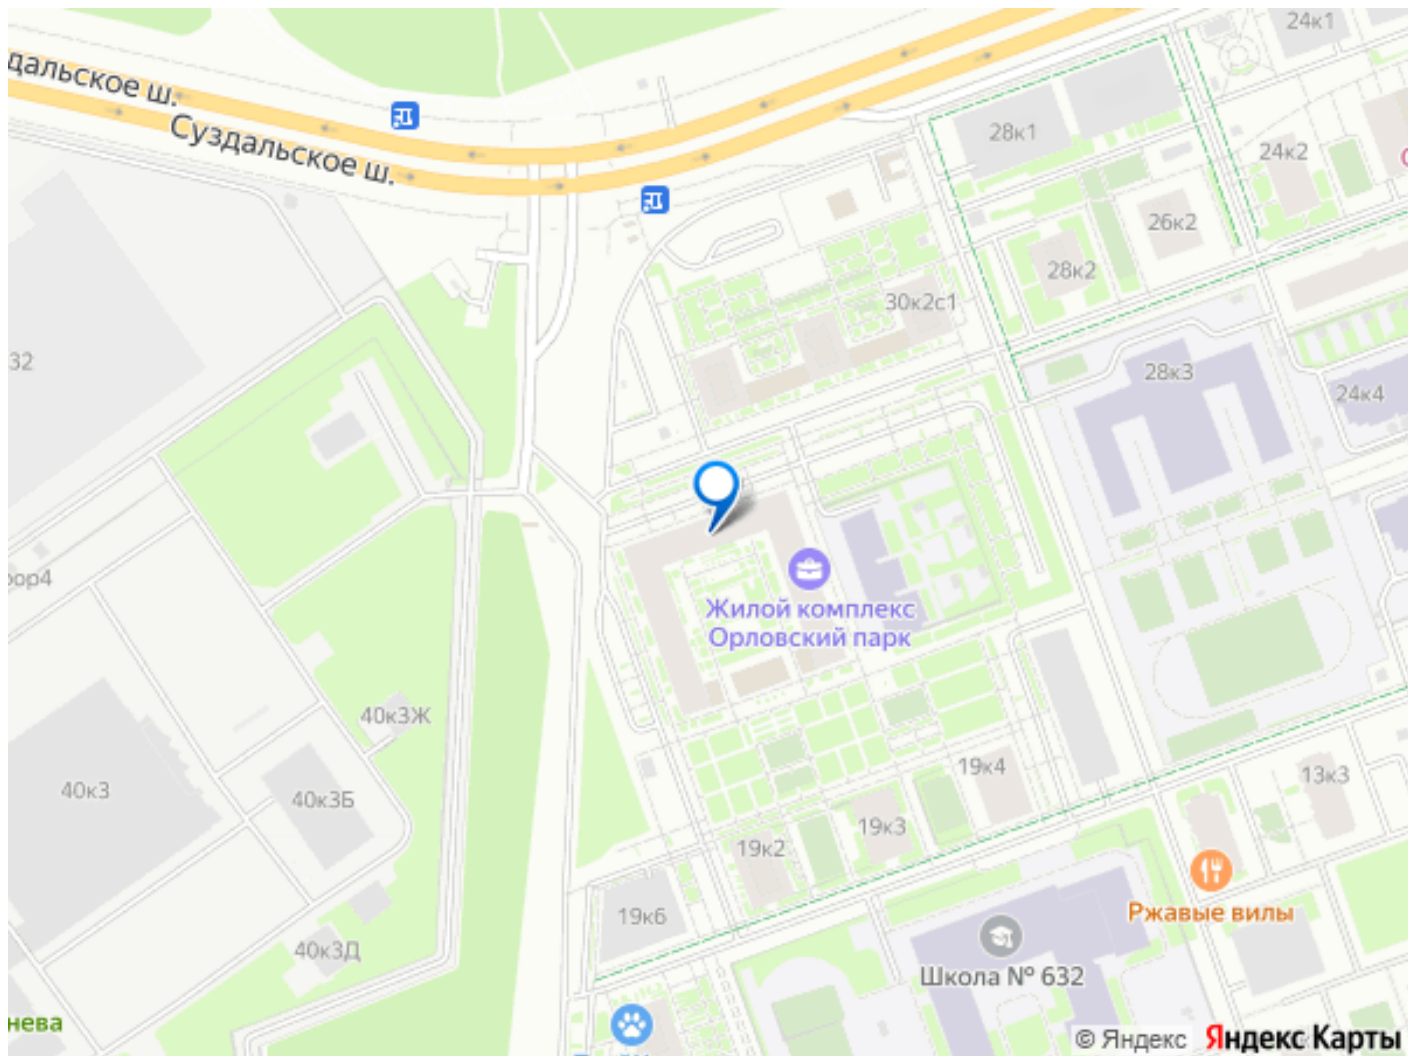 24к1
дальское ш.
Суздальское ш.
28к1
24к2
26к2
28к2
30к2с1
32
28к3
24к4
Жилой комплекс
Орловский парк
40к3Ж
19к4
40к3
40к3Б
13к3
19к3
19к2
19к6
Ржавые вилы
40к3Д
Школа № 632
нева
© Яндекс
Яндекс Карты